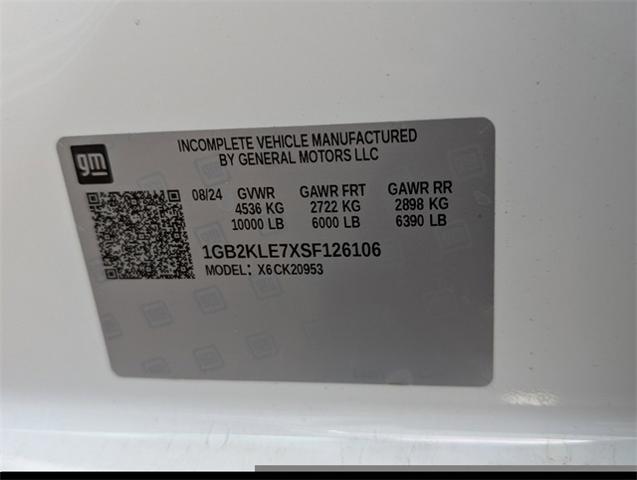 gm
INCOMPLETE VEHICLE MANUFACTURED
BY GENERAL MOTORS LLC
08/24 GVWR GAWR FRT GAWR RR
4536 KG 2722 KG 2898 KG
10000 LB 6000 LB 6390 LB
1GB2KLE7XSF126106
MODEL: X6CK20953